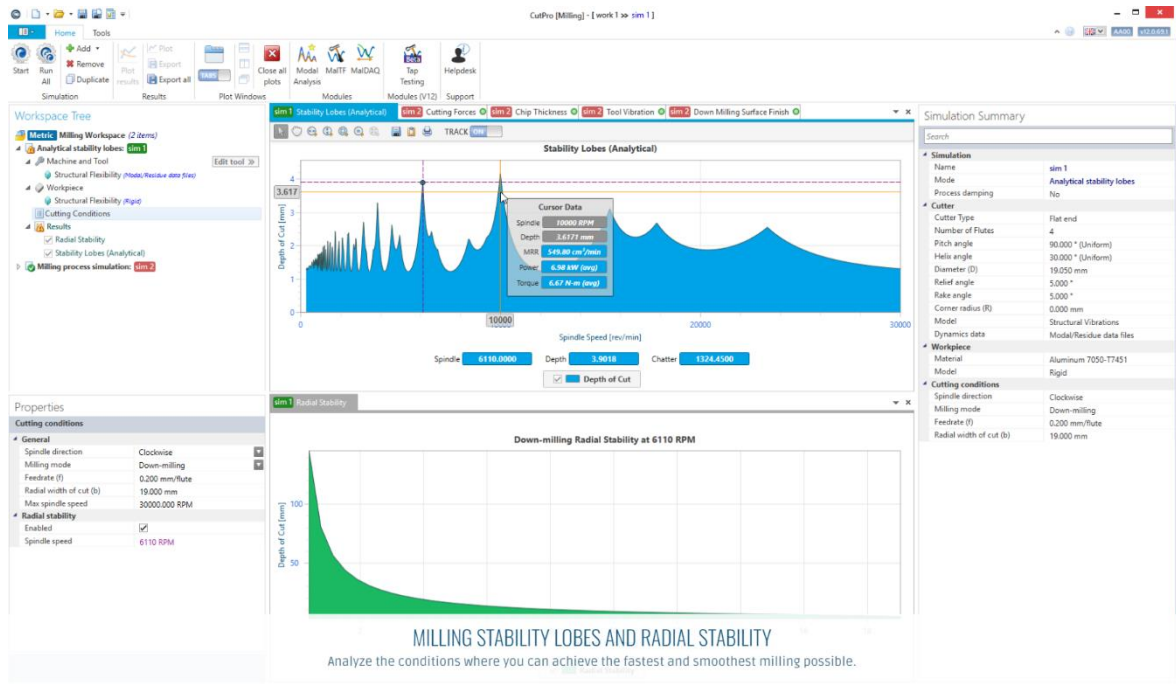 CutPro [Milling] - [ work 1 >> sim 1 ]
Home Tools
AA00 v12.0.69.1
Start
Run All
Add
Remove
Duplicate
Simulation
Plot results
Plot
Export
Export all
Results
TABS
Plot Windows
Close all plots
Modal Analysis
MalTF
MalDAQ
Modules
Beta
Tap Testing
Modules (V12)
Helpdesk
Support
Workspace Tree
Metric Milling Workspace (2 items)
Analytical stability lobes: sim 1
Machine and Tool Edit tool >>
Structural Flexibility (Modal/Residue data files)
Workpiece
Structural Flexibility (Rigid)
Cutting Conditions
Results
Radial Stability
Stability Lobes (Analytical)
Milling process simulation: sim 2
Properties
Cutting conditions
General
Spindle direction Clockwise
Milling mode Down-milling
Feedrate (f) 0.200 mm/flute
Radial width of cut (b) 19.000 mm
Max spindle speed 30000.000 RPM
Radial stability
Enabled
Spindle speed 6110 RPM
sim 1 Stability Lobes (Analytical) sim 2 Cutting Forces sim 2 Chip Thickness sim 2 Tool Vibration sim 2 Down Milling Surface Finish
TRACK ON
Stability Lobes (Analytical)
Depth of Cut [mm]
4
3.617
3
2
1
0
0 10000 20000 30000
Spindle Speed [rev/min]
Cursor Data
Spindle 10000 RPM
Depth 3.6171 mm
MRR 549.80 cm³/min
Power 6.98 kW (avg)
Torque 6.67 N-m (avg)
Spindle 6110.0000 Depth 3.9018 Chatter 1324.4500
Depth of Cut
sim 1 Radial Stability
Down-milling Radial Stability at 6110 RPM
Depth of Cut [mm]
100
50
MILLING STABILITY LOBES AND RADIAL STABILITY
Analyze the conditions where you can achieve the fastest and smoothest milling possible.
Simulation Summary
Search
Simulation
Name sim 1
Mode Analytical stability lobes
Process damping No
Cutter
Cutter Type Flat end
Number of Flutes 4
Pitch angle 90.000 ° (Uniform)
Helix angle 30.000 ° (Uniform)
Diameter (D) 19.050 mm
Relief angle 5.000 °
Rake angle 5.000 °
Corner radius (R) 0.000 mm
Model Structural Vibrations
Dynamics data Modal/Residue data files
Workpiece
Material Aluminum 7050-T7451
Model Rigid
Cutting conditions
Spindle direction Clockwise
Milling mode Down-milling
Feedrate (f) 0.200 mm/flute
Radial width of cut (b) 19.000 mm